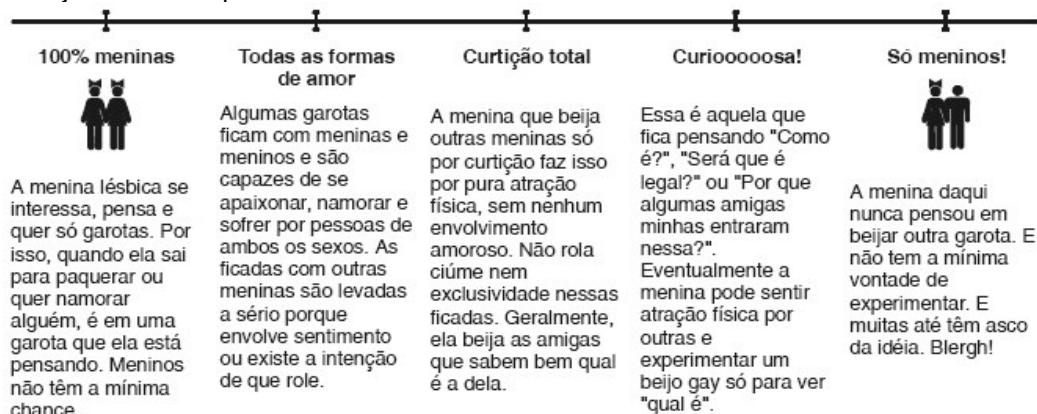 100% meninas
A menina lésbica se
interessa, pensa e
quer só garotas. Por
isso, quando ela sai
para paquerar ou
quer namorar
alguém, é em uma
garota que ela está
pensando. Meninos
não têm a mínima
chance
Todas as formas
de amor
Algumas garotas
ficam com meninas e
meninos e são
capazes de se
apaixonar, namorar e
sofrer por pessoas de
ambos os sexos. As
ficadas com outras
meninas são levadas
a sério porque
envolve sentimento
ou existe a intenção
de que role.
Curtição total
A menina que beija
outras meninas só
por curtição faz isso
por pura atração
física, sem nenhum
envolvimento
amoroso. Não rola
ciúme nem
exclusividade nessas
ficadas. Geralmente,
ela beija as amigas
que sabem bem qual
é a dela.
Curioooooosa!
Essa é aquela que
fica pensando "Como
é?", "Será que é
legal?" ou "Por que
algumas amigas
minhas entraram
nessa?".
Eventualmente a
menina pode sentir
atração física por
outras e
experimentar um
beijo gay só para ver
"qual é".
Só meninos!
A menina daqui
nunca pensou em
beijar outra garota. E
não tem a mínima
vontade de
experimentar. E
muitas até têm asco
da idéia. Blergh!